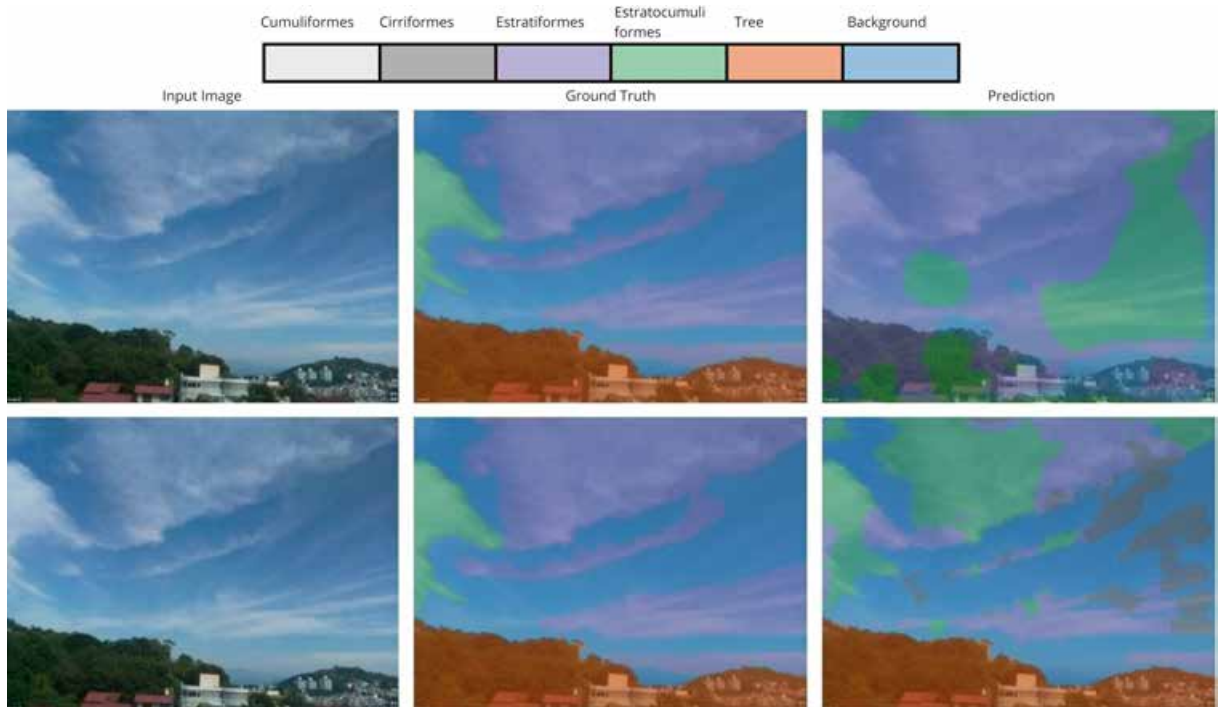 Cumuliformes Cirriformes Estratiformes Estratocumuli Tree Background
formes
Input Image Ground Truth Prediction